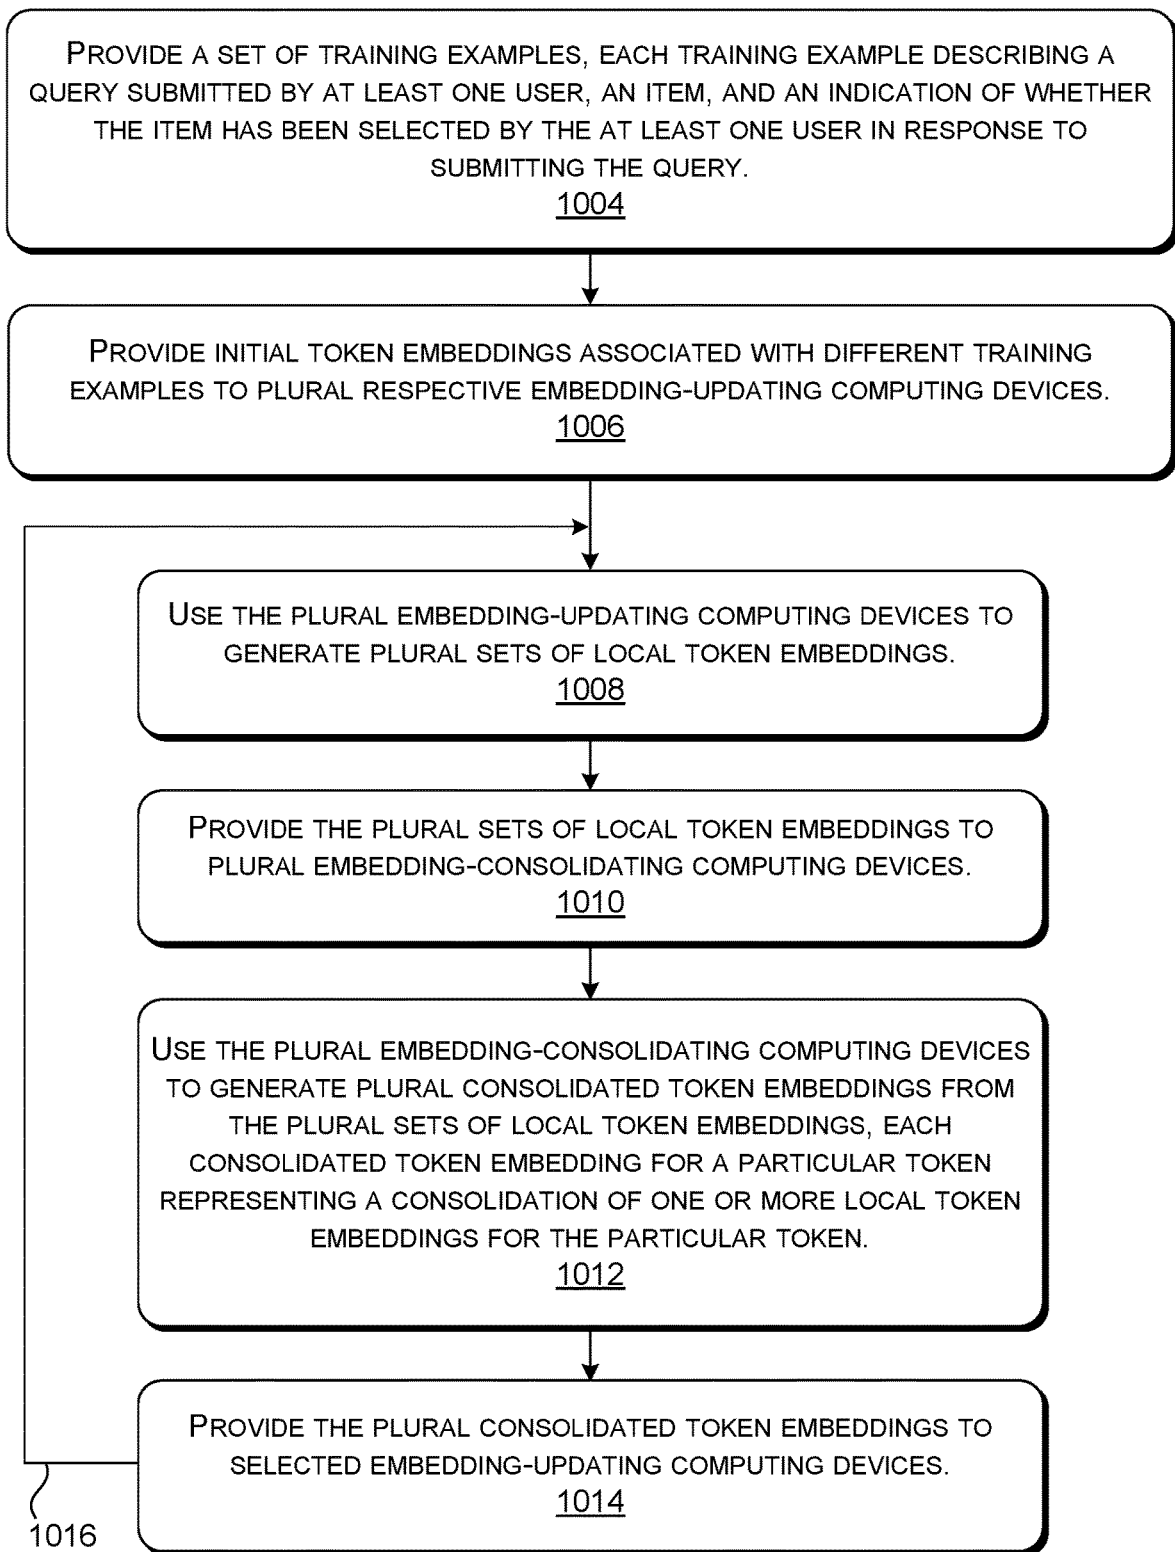 PROVIDE A SET OF TRAINING EXAMPLES, EACH TRAINING EXAMPLE DESCRIBING A
QUERY SUBMITTED BY AT LEAST ONE USER, AN ITEM, AND AN INDICATION OF WHETHER
THE ITEM HAS BEEN SELECTED BY THE AT LEAST ONE USER IN RESPONSE TO
SUBMITTING THE QUERY.
1004
PROVIDE INITIAL TOKEN EMBEDDINGS ASSOCIATED WITH DIFFERENT TRAINING
EXAMPLES TO PLURAL RESPECTIVE EMBEDDING-UPDATING COMPUTING DEVICES.
1006
USE THE PLURAL EMBEDDING-UPDATING COMPUTING DEVICES TO
GENERATE PLURAL SETS OF LOCAL TOKEN EMBEDDINGS.
1008
PROVIDE THE PLURAL SETS OF LOCAL TOKEN EMBEDDINGS TO
PLURAL EMBEDDING-CONSOLIDATING COMPUTING DEVICES.
1010
USE THE PLURAL EMBEDDING-CONSOLIDATING COMPUTING DEVICES
TO GENERATE PLURAL CONSOLIDATED TOKEN EMBEDDINGS FROM
THE PLURAL SETS OF LOCAL TOKEN EMBEDDINGS, EACH
CONSOLIDATED TOKEN EMBEDDING FOR A PARTICULAR TOKEN
REPRESENTING A CONSOLIDATION OF ONE OR MORE LOCAL TOKEN
EMBEDDINGS FOR THE PARTICULAR TOKEN.
1012
PROVIDE THE PLURAL CONSOLIDATED TOKEN EMBEDDINGS TO
SELECTED EMBEDDING-UPDATING COMPUTING DEVICES.
1014
1016